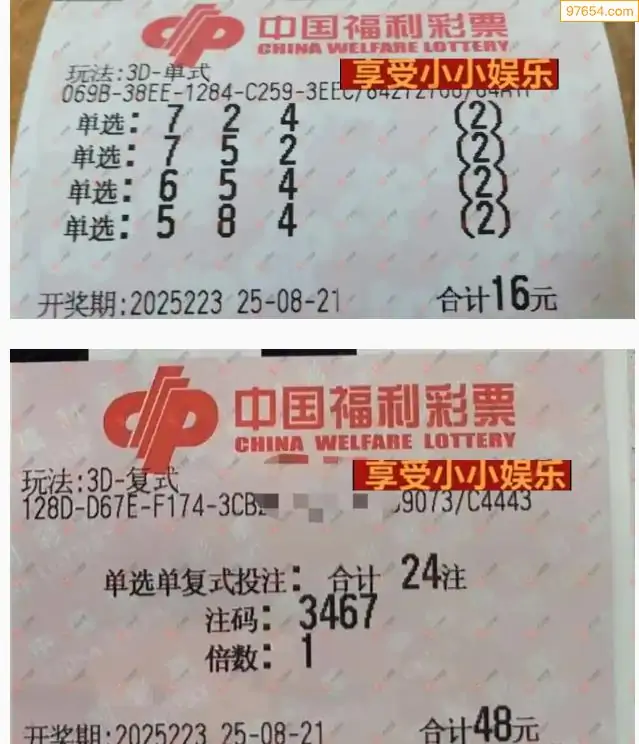 97654.com
中国福利彩票
CHINA WELFARE LOTTERY
玩法:3D-单式
享受小小娱乐
069B-38EE-1284-C259-3EEC/
单选: 7 2 4 (2)
单选: 7 5 2 (2)
单选: 6 5 4 (2)
单选: 5 8 4 (2)
开奖期:2025223 25-08-21 合计16元
中国福利彩票
CHINA WELFARE LOTTERY
玩法:3D-复式
享受小小娱乐
128D-D67E-F174-3CB 9073/C4443
单选单复式投注: 合计 24注
注码: 3467
倍数: 1
开奖期:2025223 25-08-21 合计48元